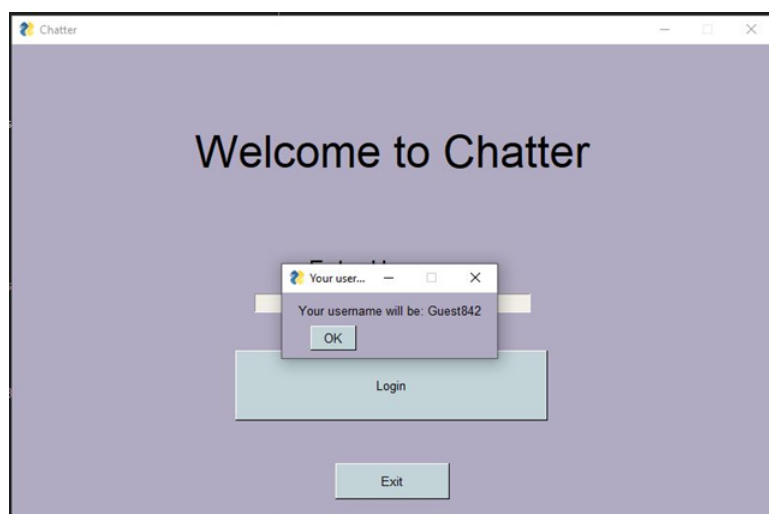 Chatter
Welcome to Chatter
Your user...
Your username will be: Guest842
OK
Login
Exit